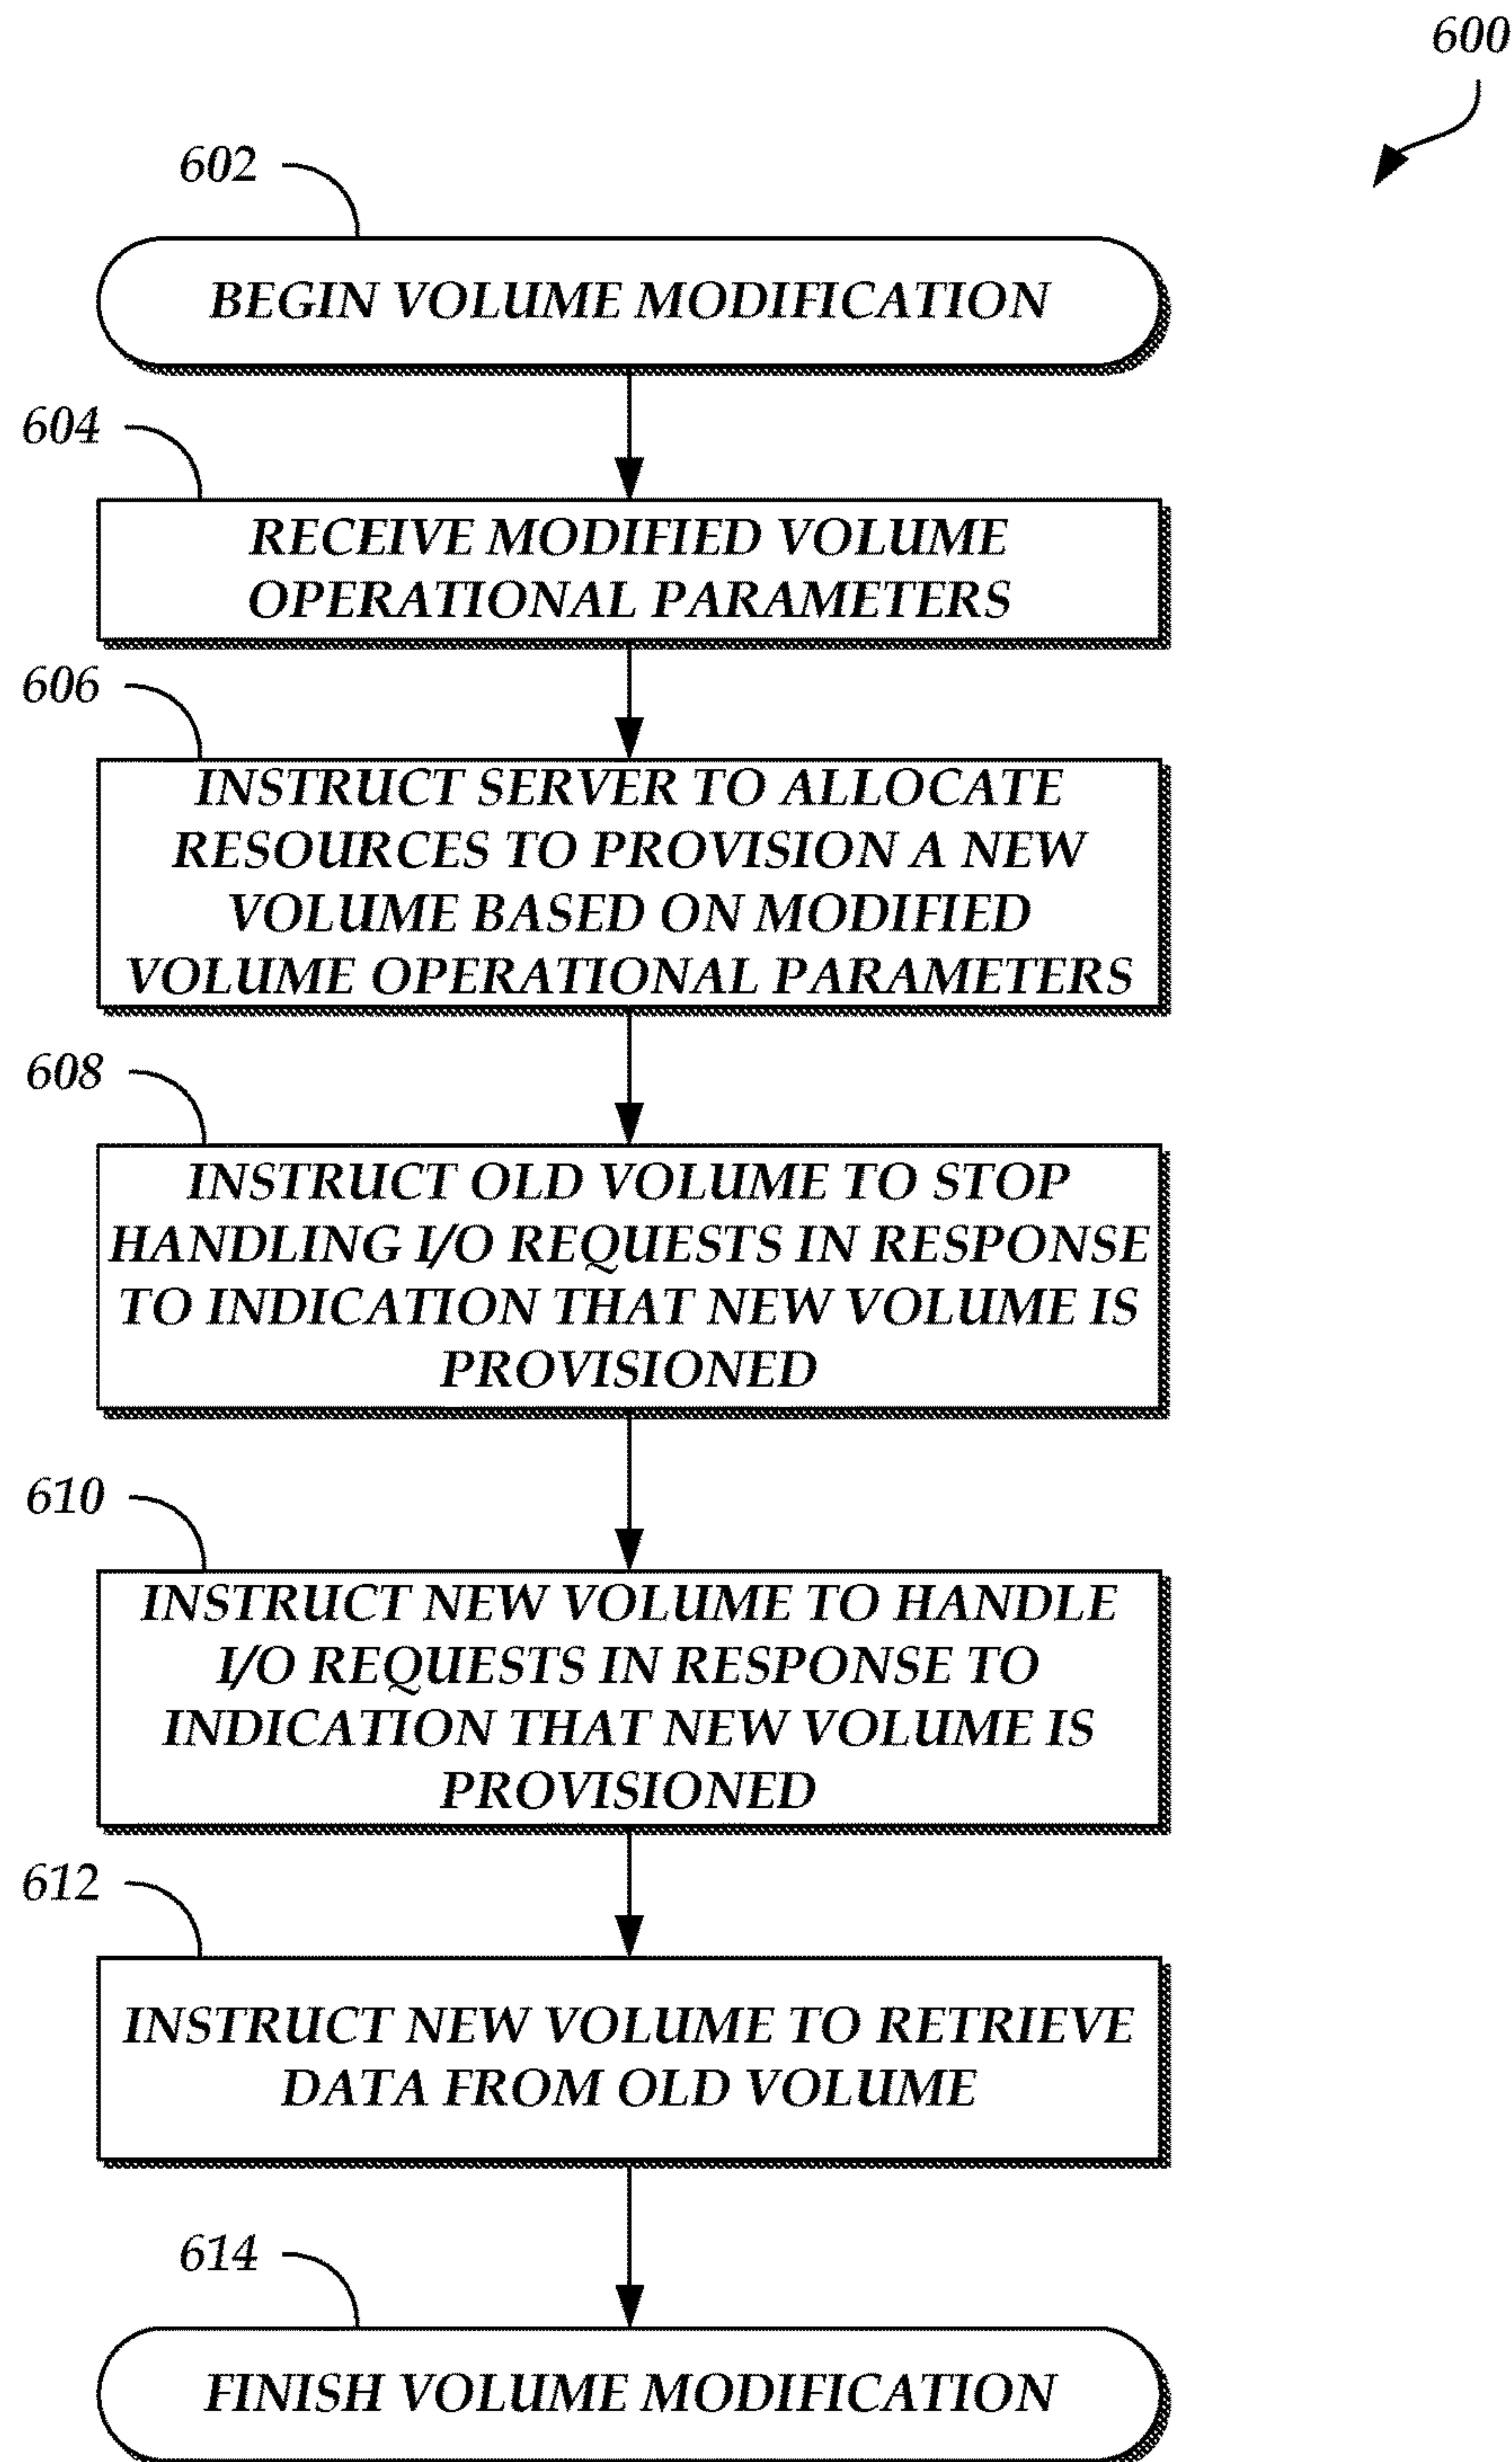 600
602
BEGIN VOLUME MODIFICATION
604
RECEIVE MODIFIED VOLUME
OPERATIONAL PARAMETERS
606
INSTRUCT SERVER TO ALLOCATE
RESOURCES TO PROVISION A NEW
VOLUME BASED ON MODIFIED
VOLUME OPERATIONAL PARAMETERS
608
INSTRUCT OLD VOLUME TO STOP
HANDLING I/O REQUESTS IN RESPONSE
TO INDICATION THAT NEW VOLUME IS
PROVISIONED
610
INSTRUCT NEW VOLUME TO HANDLE
I/O REQUESTS IN RESPONSE TO
INDICATION THAT NEW VOLUME IS
PROVISIONED
612
INSTRUCT NEW VOLUME TO RETRIEVE
DATA FROM OLD VOLUME
614
FINISH VOLUME MODIFICATION